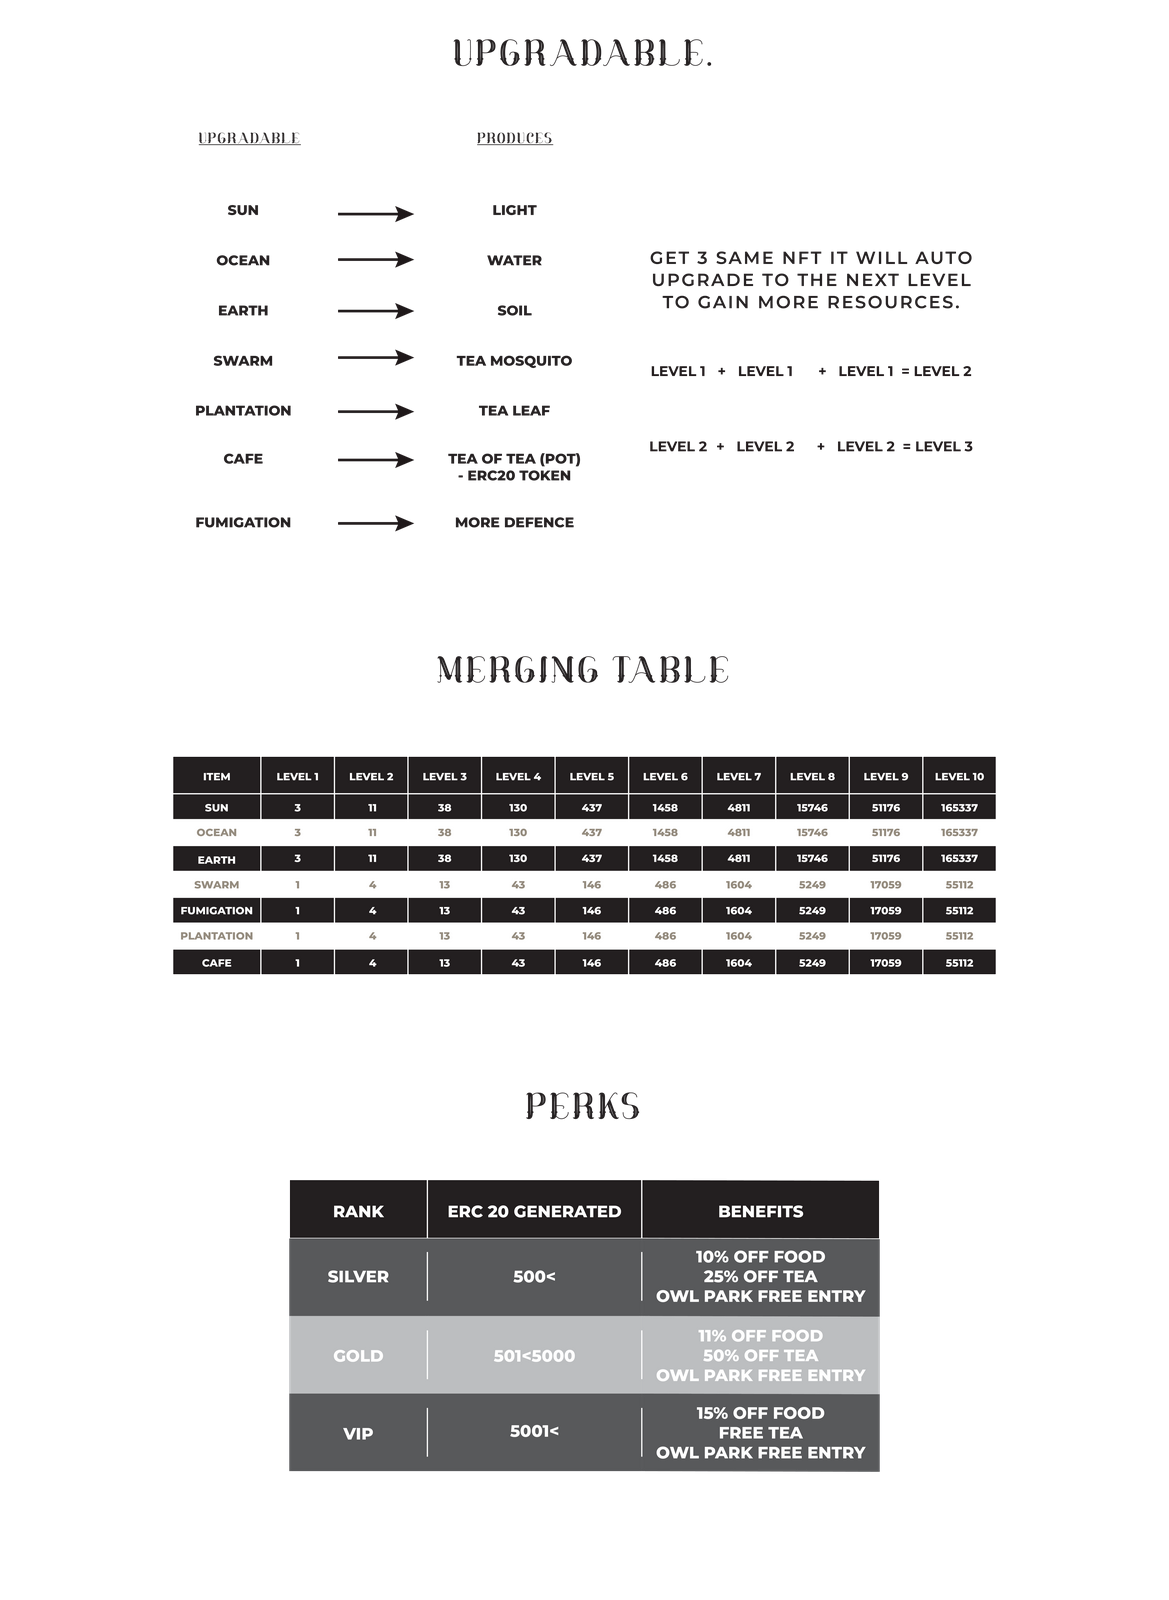 UPGRADABLE.
UPGRADABLE PRODUCES
SUN LIGHT
OCEAN WATER
EARTH SOIL
SWARM TEA MOSQUITO
PLANTATION TEA LEAF
CAFE TEA OF TEA (POT)
- ERC20 TOKEN
FUMIGATION MORE DEFENCE
GET 3 SAME NFT IT WILL AUTO
UPGRADE TO THE NEXT LEVEL
TO GAIN MORE RESOURCES.
LEVEL 1 + LEVEL 1 + LEVEL 1 = LEVEL 2
LEVEL 2 + LEVEL 2 + LEVEL 2 = LEVEL 3
MERGING TABLE
ITEM LEVEL 1 LEVEL 2 LEVEL 3 LEVEL 4 LEVEL 5 LEVEL 6 LEVEL 7 LEVEL 8 LEVEL 9 LEVEL 10
SUN 3 11 38 130 437 1458 4811 15746 51176 165337
OCEAN 3 11 38 130 437 1458 4811 15746 51176 165337
EARTH 3 11 38 130 437 1458 4811 15746 51176 165337
SWARM 1 4 13 43 146 486 1604 5249 17059 55112
FUMIGATION 1 4 13 43 146 486 1604 5249 17059 55112
PLANTATION 1 4 13 43 146 486 1604 5249 17059 55112
CAFE 1 4 13 43 146 486 1604 5249 17059 55112
PERKS
RANK ERC 20 GENERATED BENEFITS
SILVER 500< 10% OFF FOOD
25% OFF TEA
OWL PARK FREE ENTRY
GOLD 501<5000 11% OFF FOOD
50% OFF TEA
OWL PARK FREE ENTRY
VIP 5001< 15% OFF FOOD
FREE TEA
OWL PARK FREE ENTRY